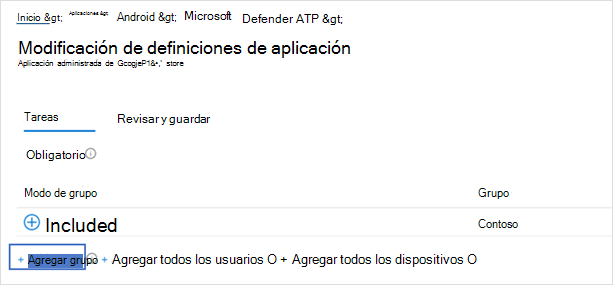 Inicio &gt; Aplicaciones &gt Android &gt; Microsoft Defender ATP &gt;
Modificación de definiciones de aplicación
Aplicación administrada de GcogjeP1&•,' store
Tareas Revisar y guardar
Obligatorio
Modo de grupo Grupo
Included Contoso
+ Agregar grupo + Agregar todos los usuarios O + Agregar todos los dispositivos O